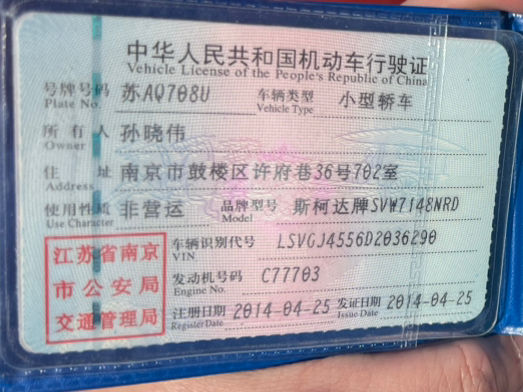 中华人民共和国机动车行驶证
Vehicle License of the People's Republic of China
号牌号码 苏AQ708U 车辆类型 小型轿车
Plate No. Vehicle Type
所有人 孙晓伟
Owner
住址 南京市鼓楼区许府巷36号702室
Address
使用性质 非营运 品牌型号 斯柯达牌SVW7148NRD
Use Character Model
江苏省南京
市公安局
交通管理局
车辆识别代号 LSVGJ4556D2036290
VIN
发动机号码 C77703
Engine No.
注册日期 2014-04-25 发证日期 2014-04-25
Register Date Issue Date